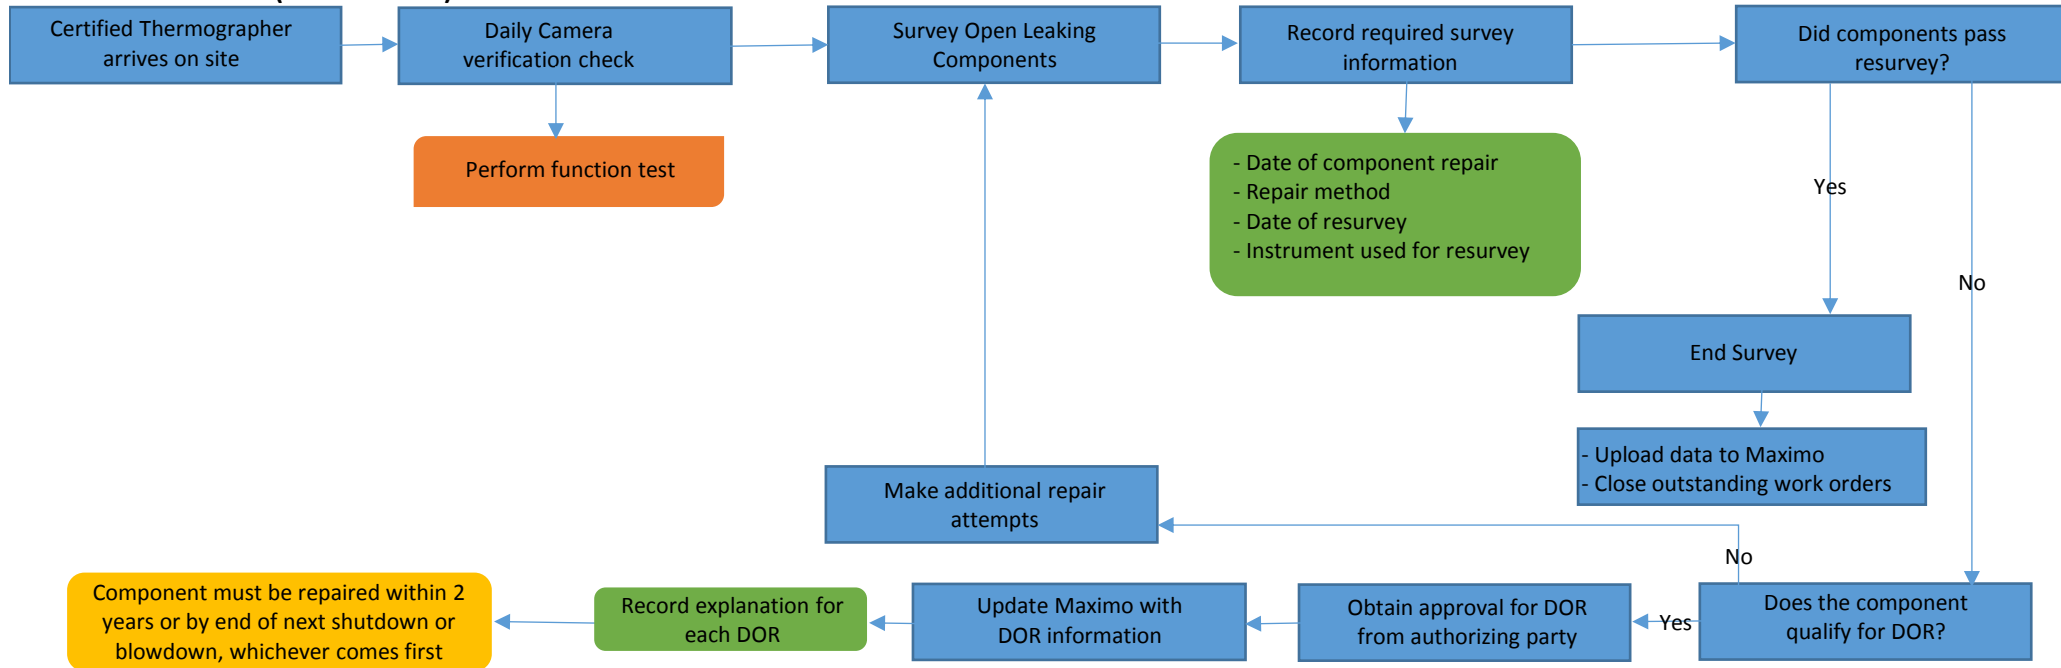 Certified Thermographer
arrives on site
Daily Camera
verification check
Survey Open Leaking
Components
Record required survey
information
Did components pass
resurvey?
Perform function test
- Date of component repair
- Repair method
- Date of resurvey
- Instrument used for resurvey
Yes
No
End Survey
- Upload data to Maximo
- Close outstanding work orders
Make additional repair
attempts
No
Component must be repaired within 2
years or by end of next shutdown or
blowdown, whichever comes first
Record explanation for
each DOR
Update Maximo with
DOR information
Obtain approval for DOR
from authorizing party
Yes
Does the component
qualify for DOR?